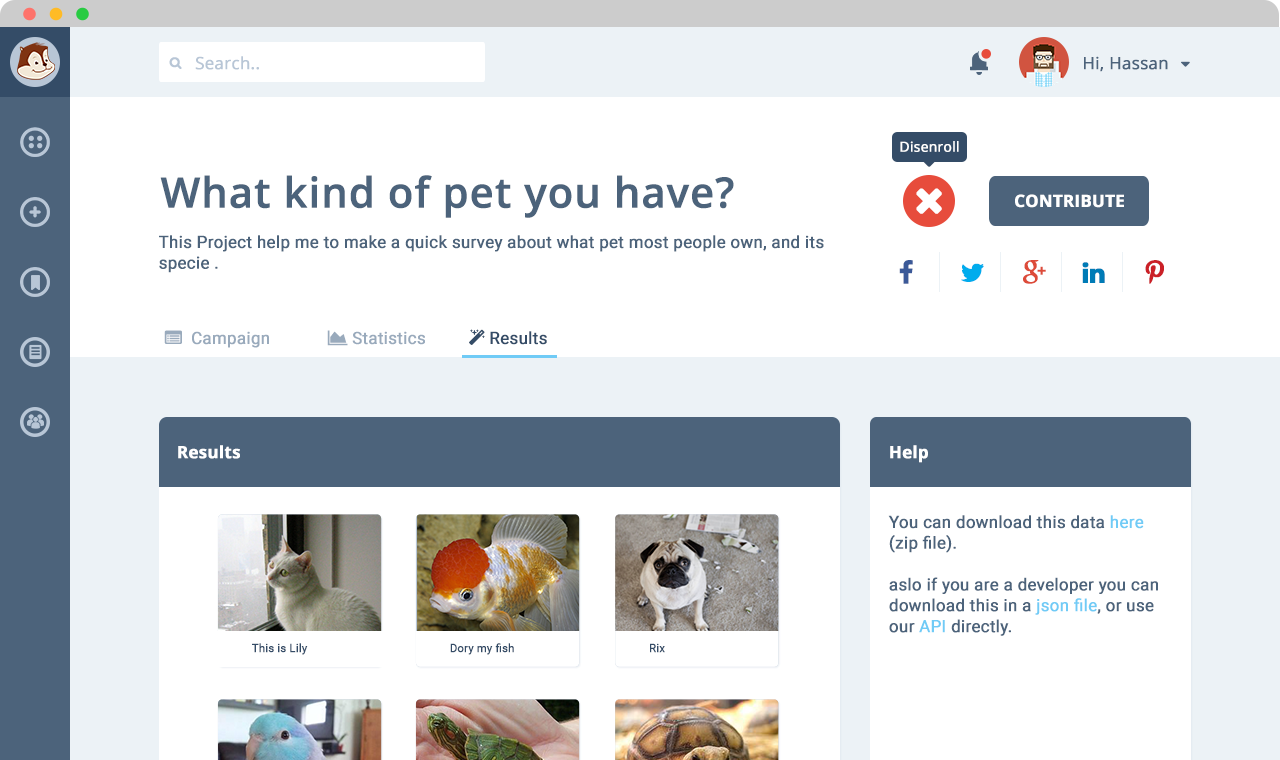 Search..
Hi, Hassan
Disenroll
What kind of pet you have?
CONTRIBUTE
This Project help me to make a quick survey about what pet most people own, and its
specie .
Campaign
Statistics
Results
Results
Help
This is Lily
Dory my fish
Rix
You can download this data here
(zip file).
aslo if you are a developer you can
download this in a json file, or use
our API directly.